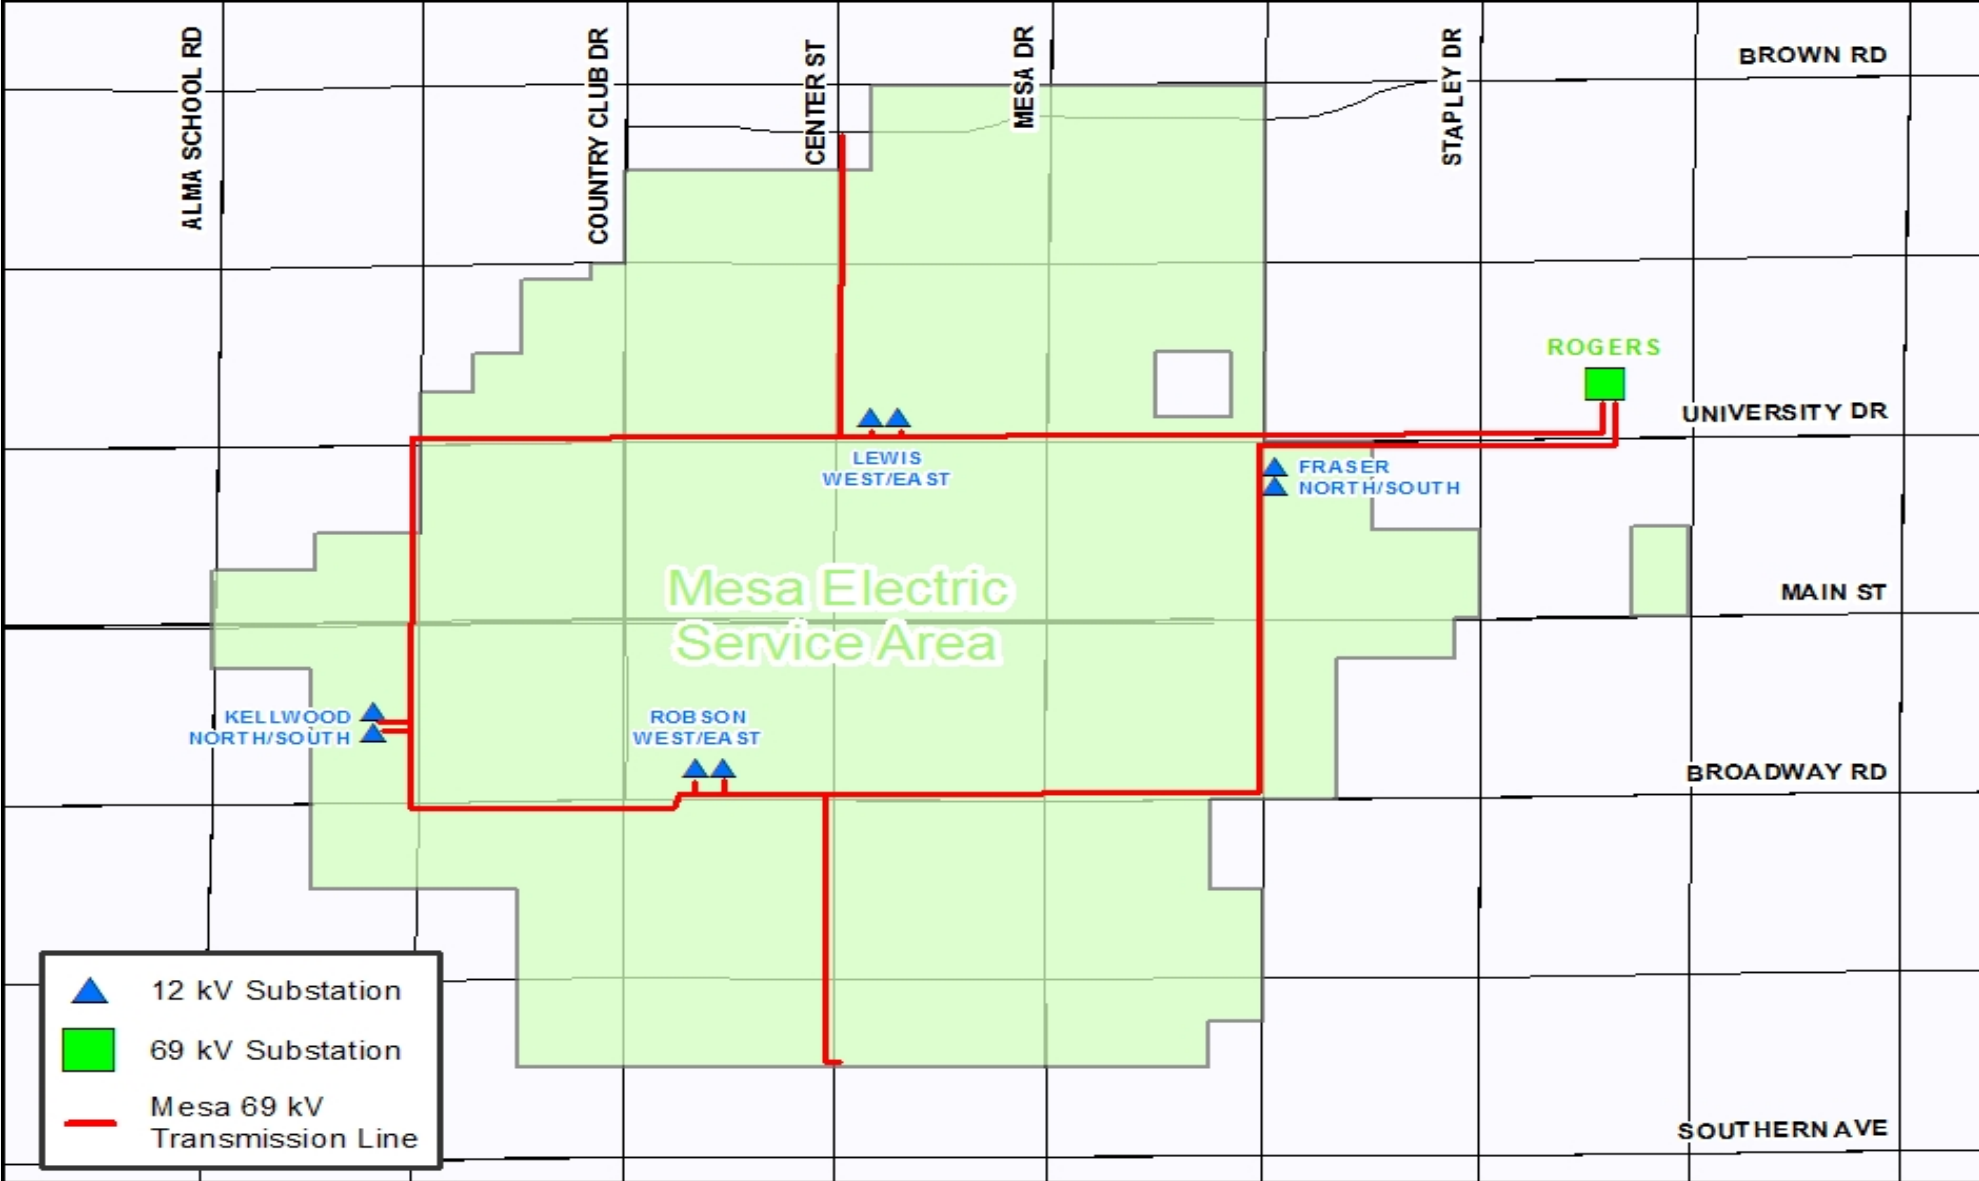 ALMA SCHOOL RD
COUNTRY CLUB DR
CENTER ST
MESA DR
STAPLEY DR
BROWN RD
ROGERS
UNIVERSITY DR
LEWIS
WEST/EAST
FRASER
NORTH/SOUTH
Mesa Electric
Service Area
MAIN ST
KELLWOOD
NORTH/SOUTH
ROBSON
WEST/EAST
BROADWAY RD
12 kV Substation
69 kV Substation
Mesa 69 kV
Transmission Line
SOUTHERN AVE